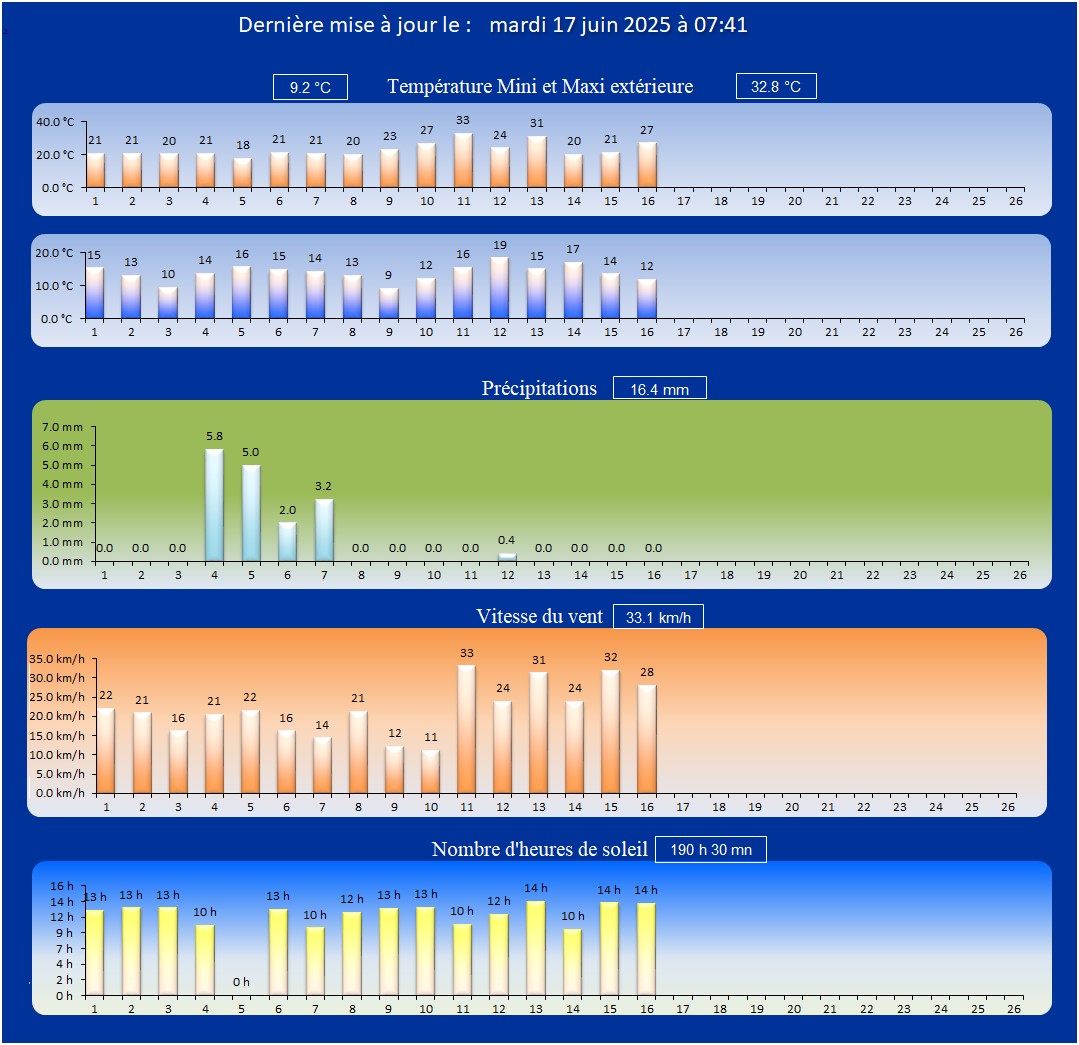 Dernière mise à jour le : mardi 17 juin 2025 à 07:41
9.2 °C Température Mini et Maxi extérieure 32.8 °C
40.0 °C
20.0 °C
0.0 °C
21 21 20 21 18 21 21 20 23 27 33 24 31 20 21 27
1 2 3 4 5 6 7 8 9 10 11 12 13 14 15 16 17 18 19 20 21 22 23 24 25 26
20.0 °C
10.0 °C
0.0 °C
15 13 10 14 16 15 14 13 9 12 16 19 15 17 14 12
1 2 3 4 5 6 7 8 9 10 11 12 13 14 15 16 17 18 19 20 21 22 23 24 25 26
Précipitations 16.4 mm
7.0 mm
6.0 mm
5.0 mm
4.0 mm
3.0 mm
2.0 mm
1.0 mm
0.0 mm
0.0 0.0 0.0 5.8 5.0 2.0 3.2 0.0 0.0 0.0 0.0 0.4 0.0 0.0 0.0 0.0
1 2 3 4 5 6 7 8 9 10 11 12 13 14 15 16 17 18 19 20 21 22 23 24 25 26
Vitesse du vent 33.1 km/h
35.0 km/h
30.0 km/h
25.0 km/h
20.0 km/h
15.0 km/h
10.0 km/h
5.0 km/h
0.0 km/h
22 21 16 21 22 16 14 21 12 11 33 24 31 24 32 28
1 2 3 4 5 6 7 8 9 10 11 12 13 14 15 16 17 18 19 20 21 22 23 24 25 26
Nombre d'heures de soleil 190 h 30 mn
16 h
14 h
12 h
9 h
7 h
4 h
2 h
0 h
13 h 13 h 13 h 10 h 0 h 13 h 10 h 12 h 13 h 13 h 10 h 12 h 14 h 10 h 14 h 14 h
1 2 3 4 5 6 7 8 9 10 11 12 13 14 15 16 17 18 19 20 21 22 23 24 25 26